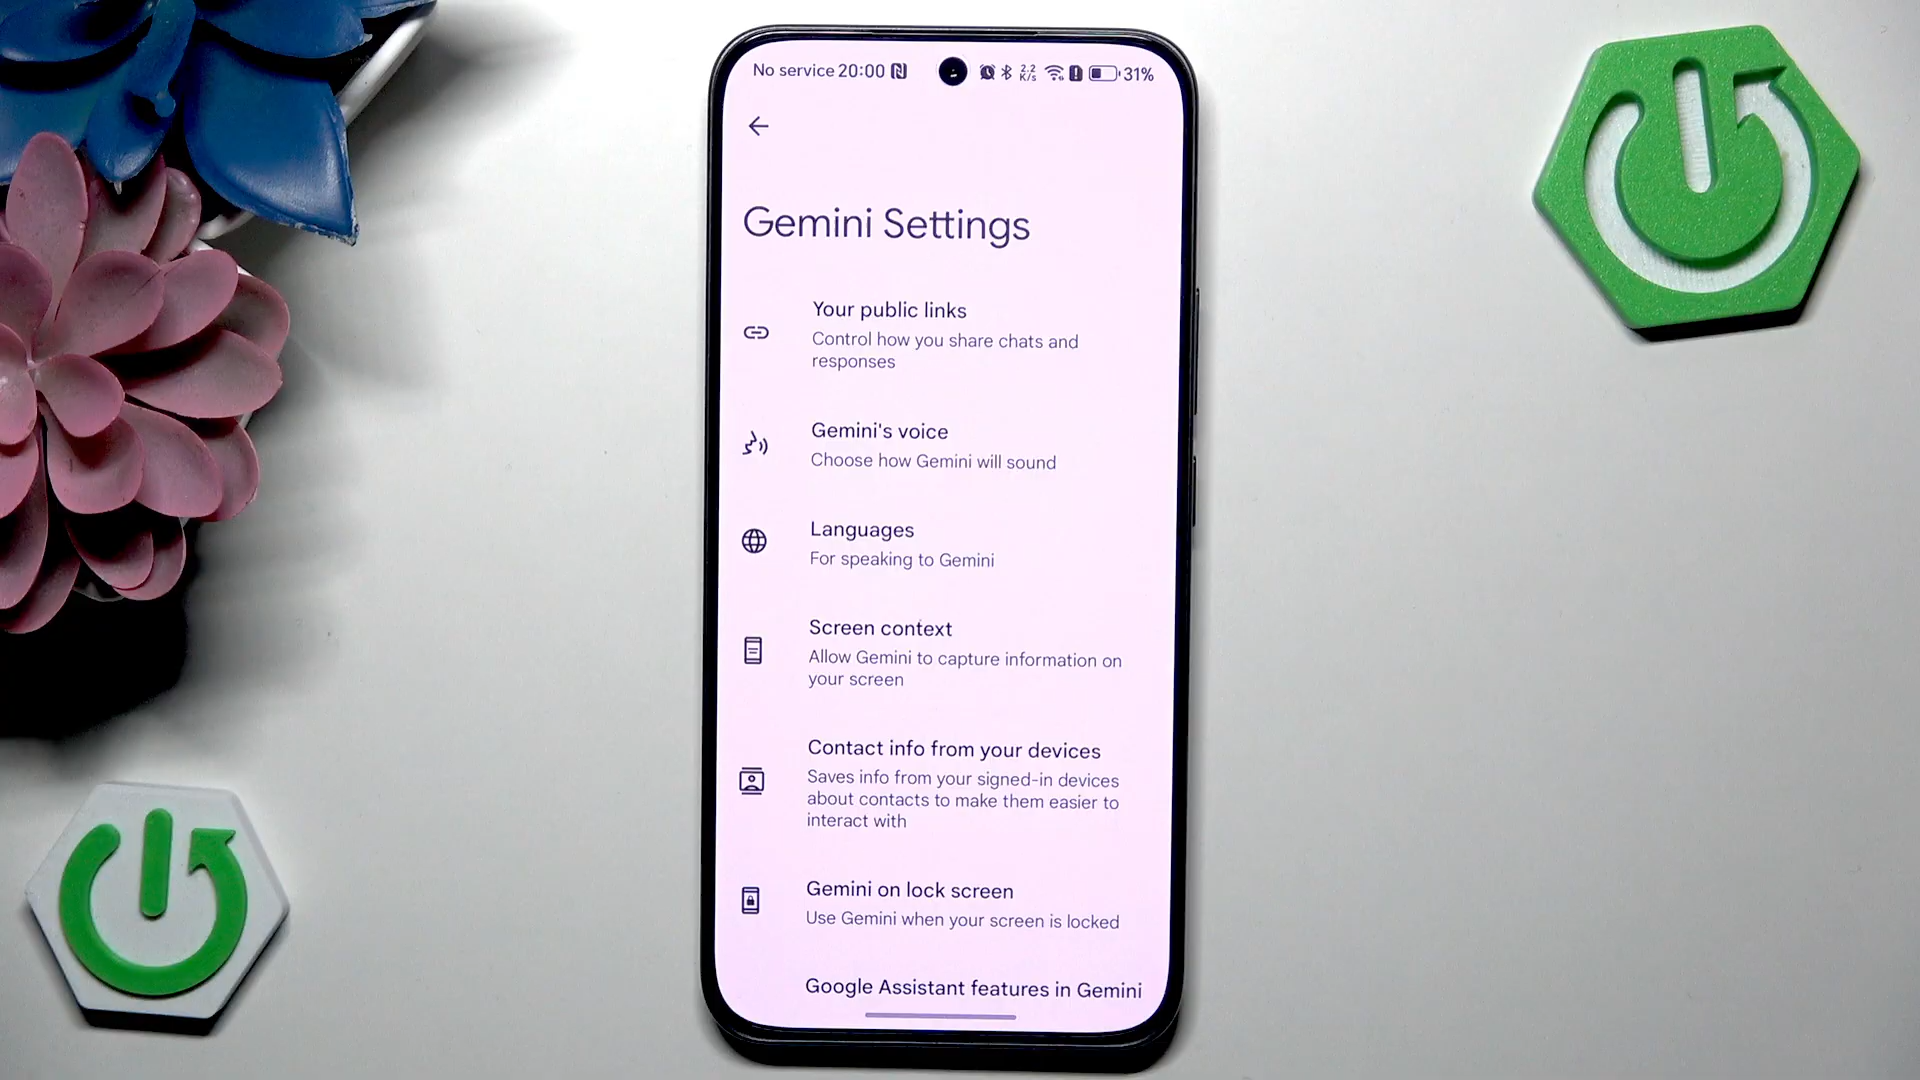 No service 20:00
2.2
K/s
31%
Gemini Settings
Your public links
Control how you share chats and
responses
Gemini's voice
Choose how Gemini will sound
Languages
For speaking to Gemini
Screen context
Allow Gemini to capture information on
your screen
Contact info from your devices
Saves info from your signed-in devices
about contacts to make them easier to
interact with
Gemini on lock screen
Use Gemini when your screen is locked
Google Assistant features in Gemini